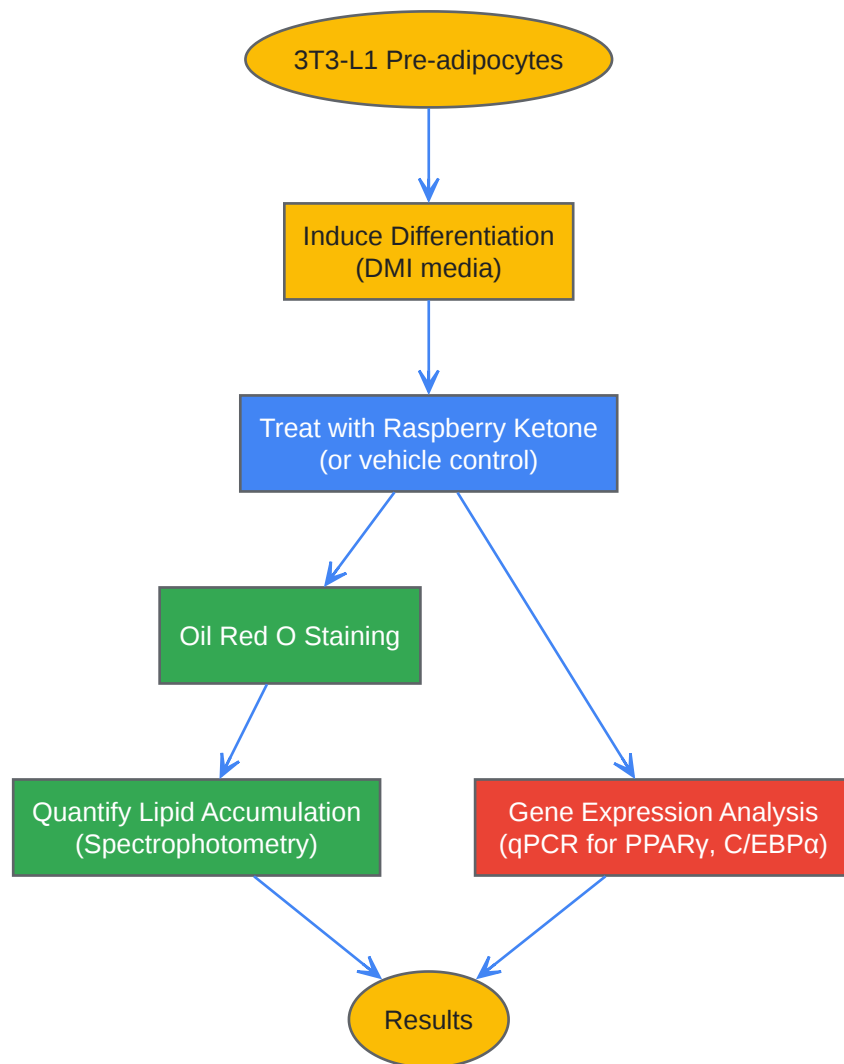 3T3-L1 Pre-adipocytes
Induce Differentiation
(DMI media)
Treat with Raspberry Ketone
(or vehicle control)
Oil Red O Staining
Quantify Lipid Accumulation
(Spectrophotometry)
Gene Expression Analysis
(qPCR for PPARγ, C/EBPα)
Results